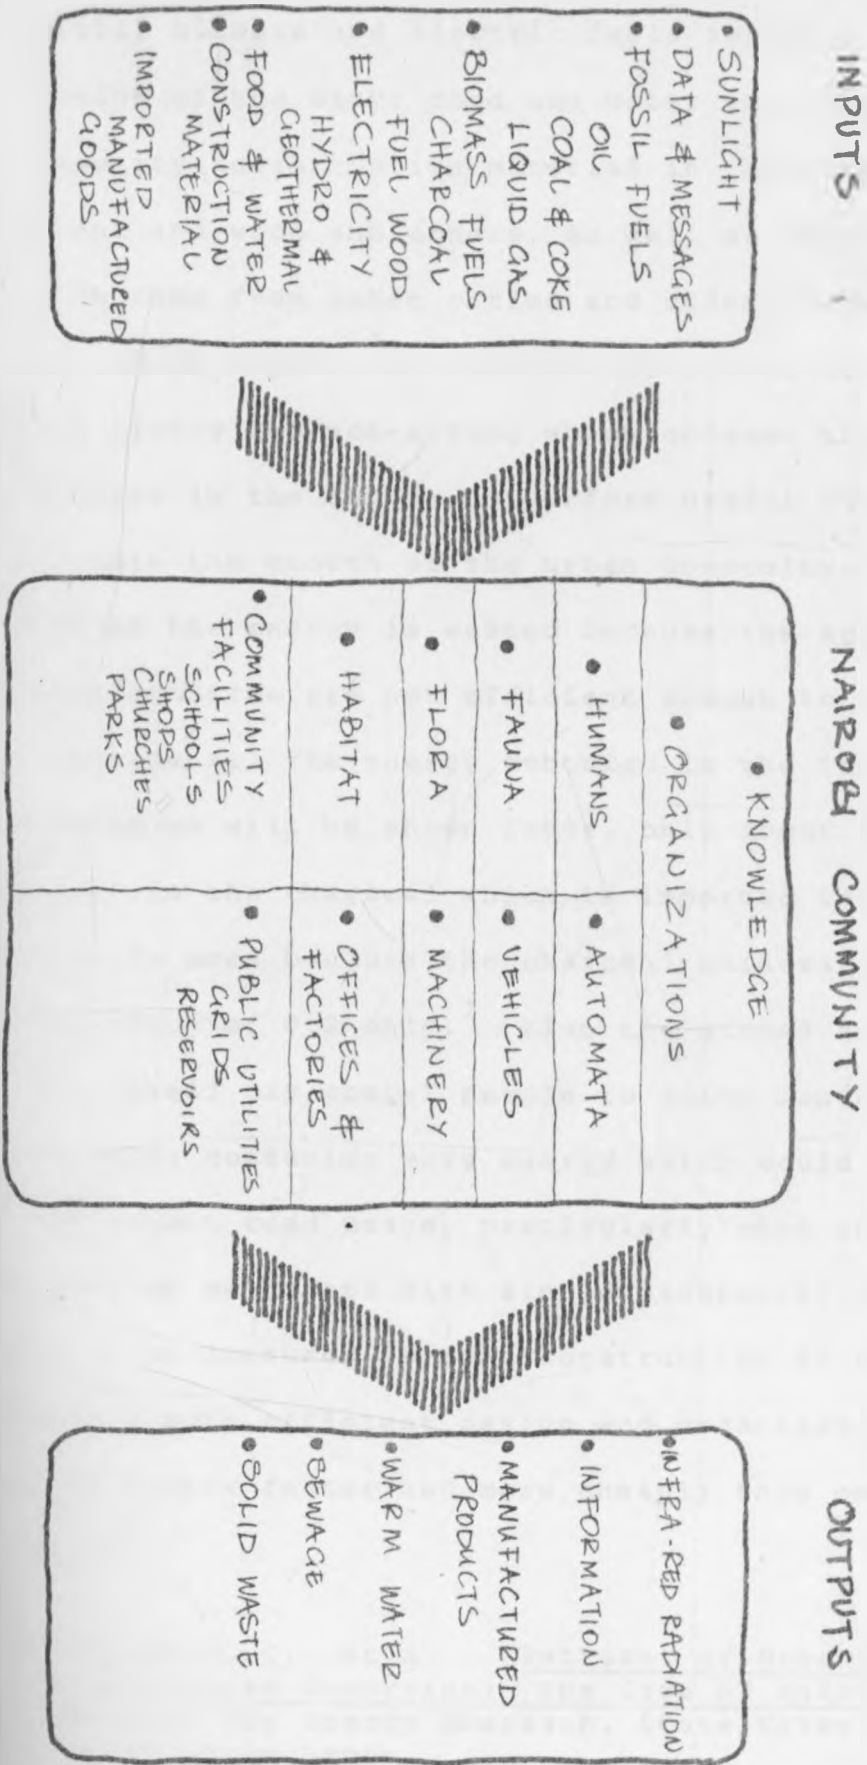 INPUTS
• SUNLIGHT
• DATA & MESSAGES
• FOSSIL FUELS
OIL
COAL & COKE
LIQUID GAS
• BIOMASS FUELS
CHARCOAL
FUEL WOOD
• ELECTRICITY
HYDRO &
GEOTHERMAL
• FOOD & WATER
• CONSTRUCTION
MATERIAL
• IMPORTED
MANUFACTURED
GOODS
NAIROBI COMMUNITY
• KNOWLEDGE
• ORGANIZATIONS
• HUMANS
• AUTOMATA
• FAUNA
• VEHICLES
• FLORA
• MACHINERY
• HABITAT
• OFFICES &
FACTORIES
• COMMUNITY
FACILITIES
SCHOOLS
SHOPS
CHURCHES
PARKS
• PUBLIC UTILITIES
GRIDS
RESERVOIRS
OUTPUTS
• INFRA-RED RADIATION
• INFORMATION
• MANUFACTURED
PRODUCTS
• WARM WATER
• SEWAGE
• SOLID WASTE